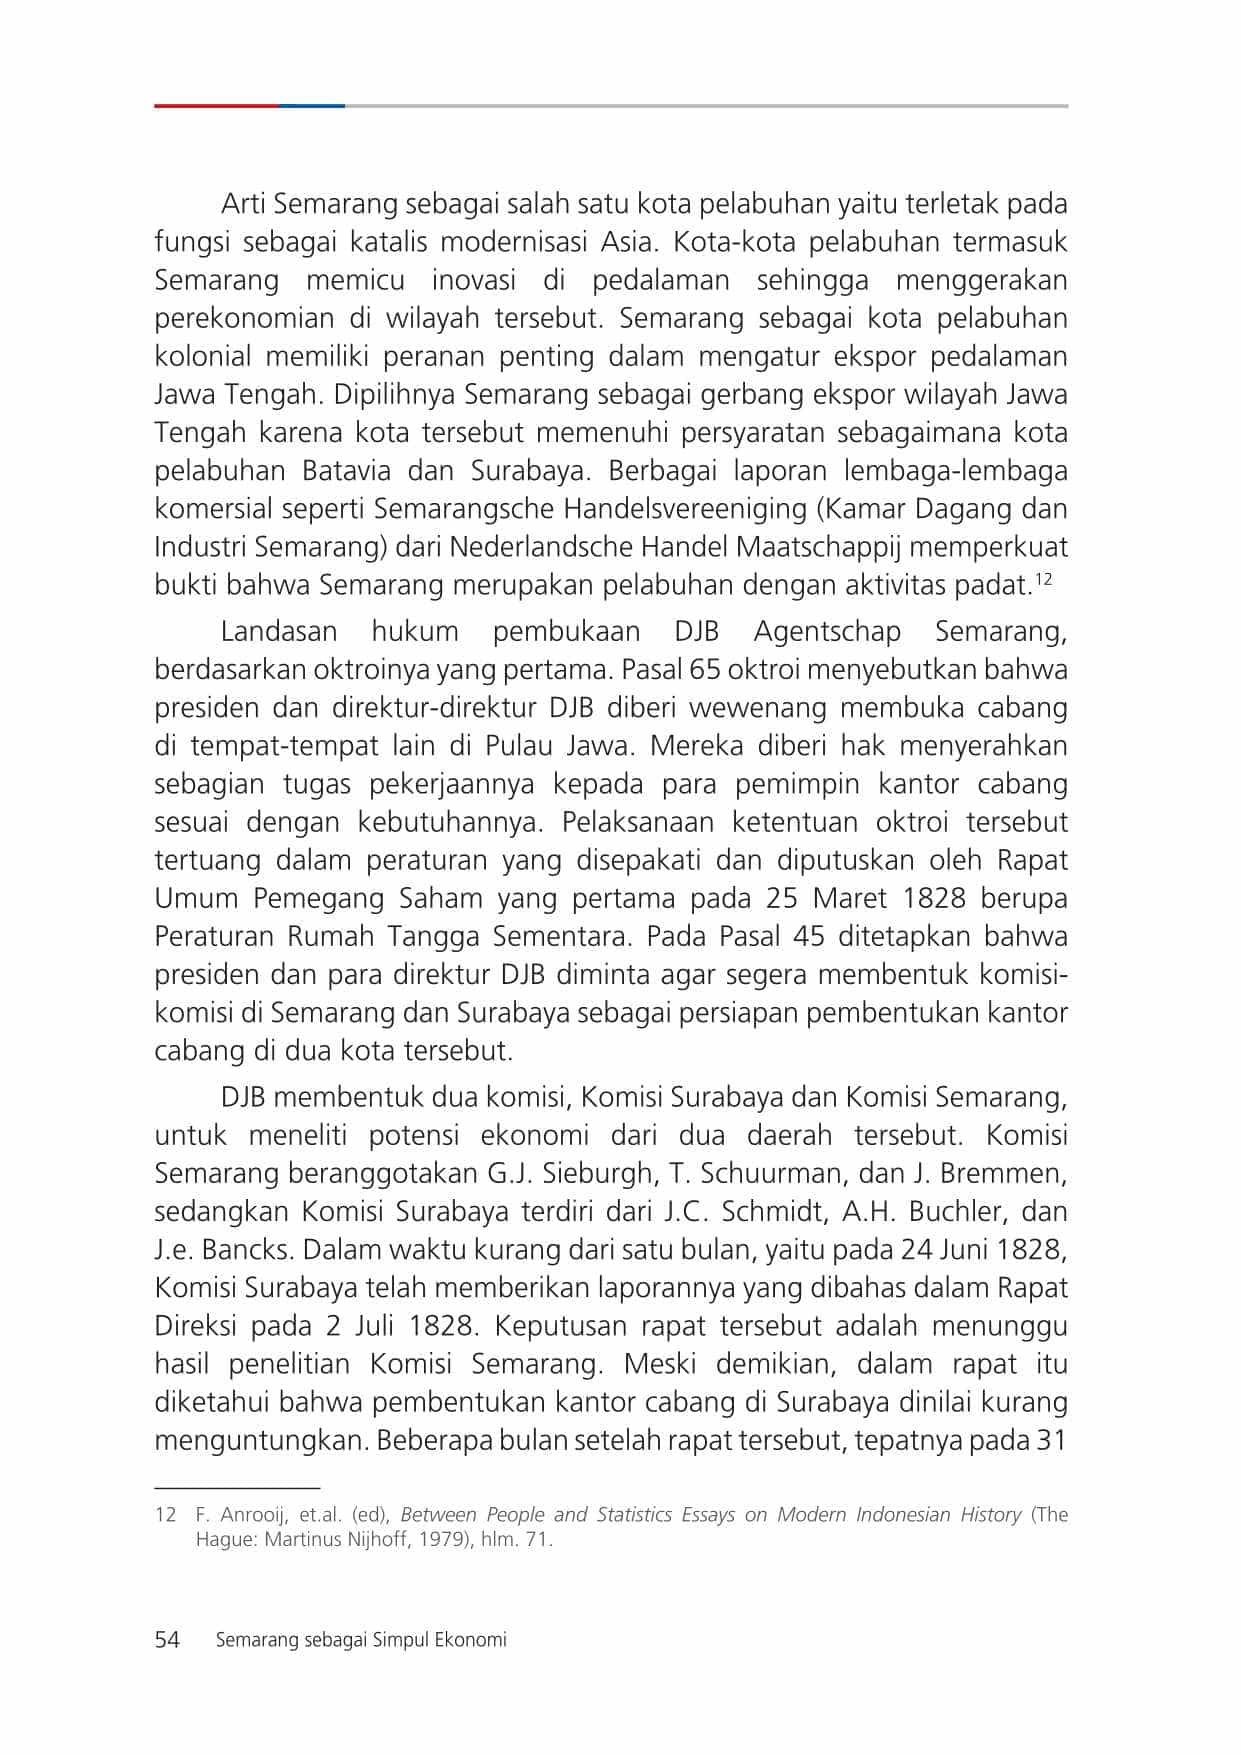 Arti Semarang sebagai salah satu kota pelabuhan yaitu terletak pada
fungsi sebagai katalis modernisasi Asia. Kota-kota pelabuhan termasuk
Semarang memicu inovasi di pedalaman sehingga menggerakan
perekonomian di wilayah tersebut. Semarang sebagai kota pelabuhan
kolonial memiliki peranan penting dalam mengatur ekspor pedalaman
Jawa Tengah. Dipilihnya Semarang sebagai gerbang ekspor wilayah Jawa
Tengah karena kota tersebut memenuhi persyaratan sebagaimana kota
pelabuhan Batavia dan Surabaya. Berbagai laporan lembaga-lembaga
komersial seperti Semarangsche Handelsvereeniging (Kamar Dagang dan
Industri Semarang) dari Nederlandsche Handel Maatschappij memperkuat
bukti bahwa Semarang merupakan pelabuhan dengan aktivitas padat.12
Landasan hukum pembukaan DJB Agentschap Semarang,
berdasarkan oktroinya yang pertama. Pasal 65 oktroi menyebutkan bahwa
presiden dan direktur-direktur DJB diberi wewenang membuka cabang
di tempat-tempat lain di Pulau Jawa. Mereka diberi hak menyerahkan
sebagian tugas pekerjaannya kepada para pemimpin kantor cabang
sesuai dengan kebutuhannya. Pelaksanaan ketentuan oktroi tersebut
tertuang dalam peraturan yang disepakati dan diputuskan oleh Rapat
Umum Pemegang Saham yang pertama pada 25 Maret 1828 berupa
Peraturan Rumah Tangga Sementara. Pada Pasal 45 ditetapkan bahwa
presiden dan para direktur DJB diminta agar segera membentuk komisi-
komisi di Semarang dan Surabaya sebagai persiapan pembentukan kantor
cabang di dua kota tersebut.
DJB membentuk dua komisi, Komisi Surabaya dan Komisi Semarang,
untuk meneliti potensi ekonomi dari dua daerah tersebut. Komisi
Semarang beranggotakan G.J. Sieburgh, T. Schuurman, dan J. Bremmen,
sedangkan Komisi Surabaya terdiri dari J.C. Schmidt, A.H. Buchler, dan
J.e. Bancks. Dalam waktu kurang dari satu bulan, yaitu pada 24 Juni 1828,
Komisi Surabaya telah memberikan laporannya yang dibahas dalam Rapat
Direksi pada 2 Juli 1828. Keputusan rapat tersebut adalah menunggu
hasil penelitian Komisi Semarang. Meski demikian, dalam rapat itu
diketahui bahwa pembentukan kantor cabang di Surabaya dinilai kurang
menguntungkan. Beberapa bulan setelah rapat tersebut, tepatnya pada 31
12 F. Anrooij, et.al. (ed), Between People and Statistics Essays on Modern Indonesian History (The
Hague: Martinus Nijhoff, 1979), hlm. 71.
54 Semarang sebagai Simpul Ekonomi